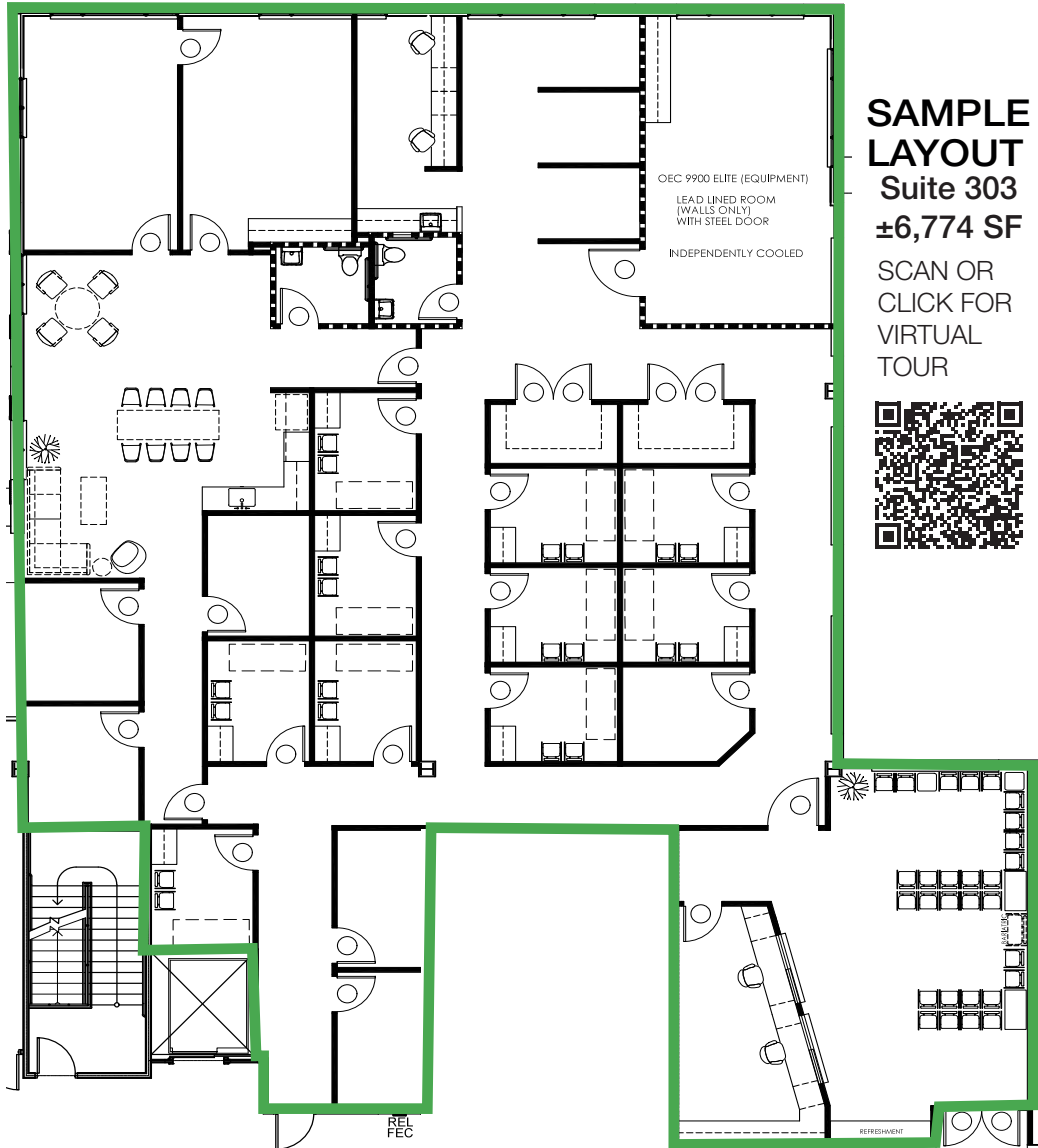 SAMPLE
LAYOUT
Suite 303
±6,774 SF
SCAN OR
CLICK FOR
VIRTUAL
TOUR
OEC 9900 ELITE (EQUIPMENT)
LEAD LINED ROOM
(WALLS ONLY)
WITH STEEL DOOR
INDEPENDENTLY COOLED
BARIATRIC
REFRESHMENT
REL
FEC